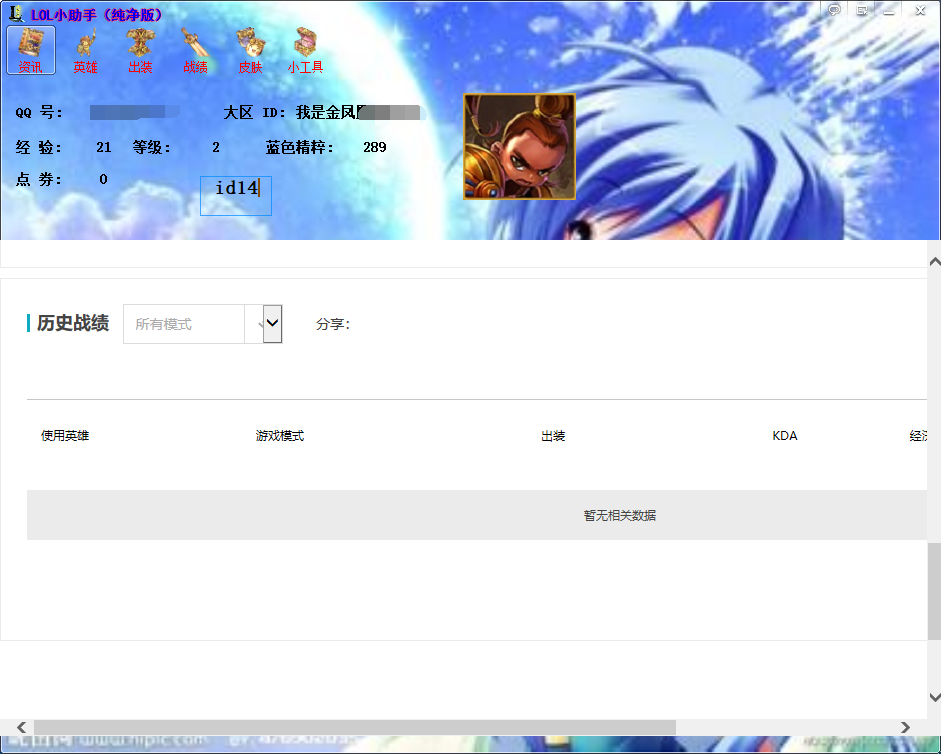 LOL小助手（纯净版）
资讯 英雄 出装 战绩 皮肤 小工具
QQ 号： 大区 ID：我是金凤
经 验： 21 等级： 2 蓝色精粹： 289
点 券： 0
id14
历史战绩 所有模式 分享：
使用英雄 游戏模式 出装 KDA 经济
暂无相关数据